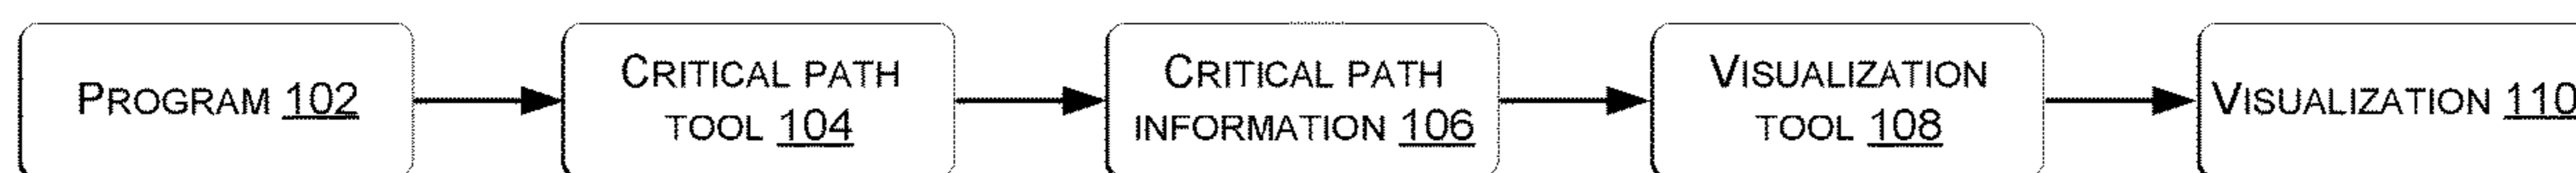 PROGRAM 102
CRITICAL PATH
TOOL 104
CRITICAL PATH
INFORMATION 106
VISUALIZATION
TOOL 108
VISUALIZATION 110